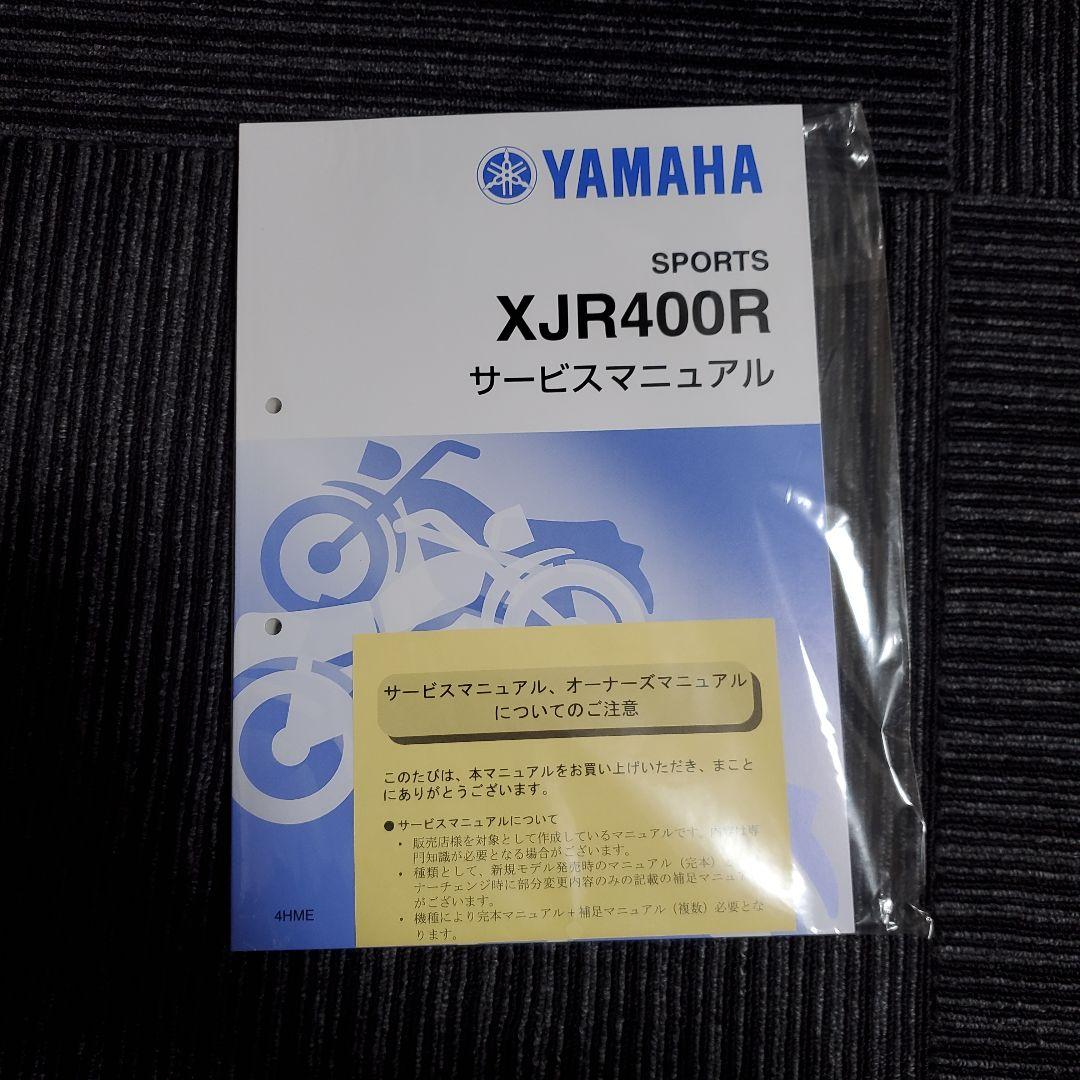 YAMAHA
SPORTS
XJR400R
サービスマニュアル
サービスマニュアル、オーナーズマニュアル
についてのご注意
このたびは、本マニュアルをお買い上げいただき、まこと
にありがとうございます。
● サービスマニュアルについて
・ 販売店様を対象として作成しているマニュアルです。内容は専
門知識が必要となる場合がございます。
・ 種類として、新規モデル発売時のマニュアル（完本）と
ナーチェンジ時に部分変更内容のみの記載の補足マニュア
がございます。
・ 機種により完本マニュアル＋補足マニュアル（複数）必要とな
ります。
4HME